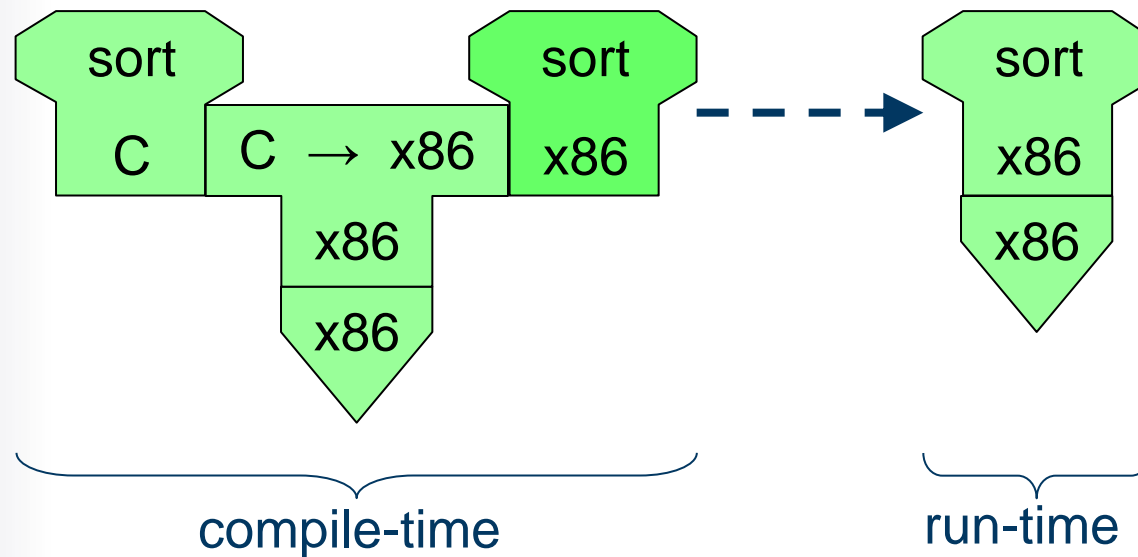 sort
sort
sort
C
C → x86
x86
x86
x86
x86
x86
compile-time
run-time